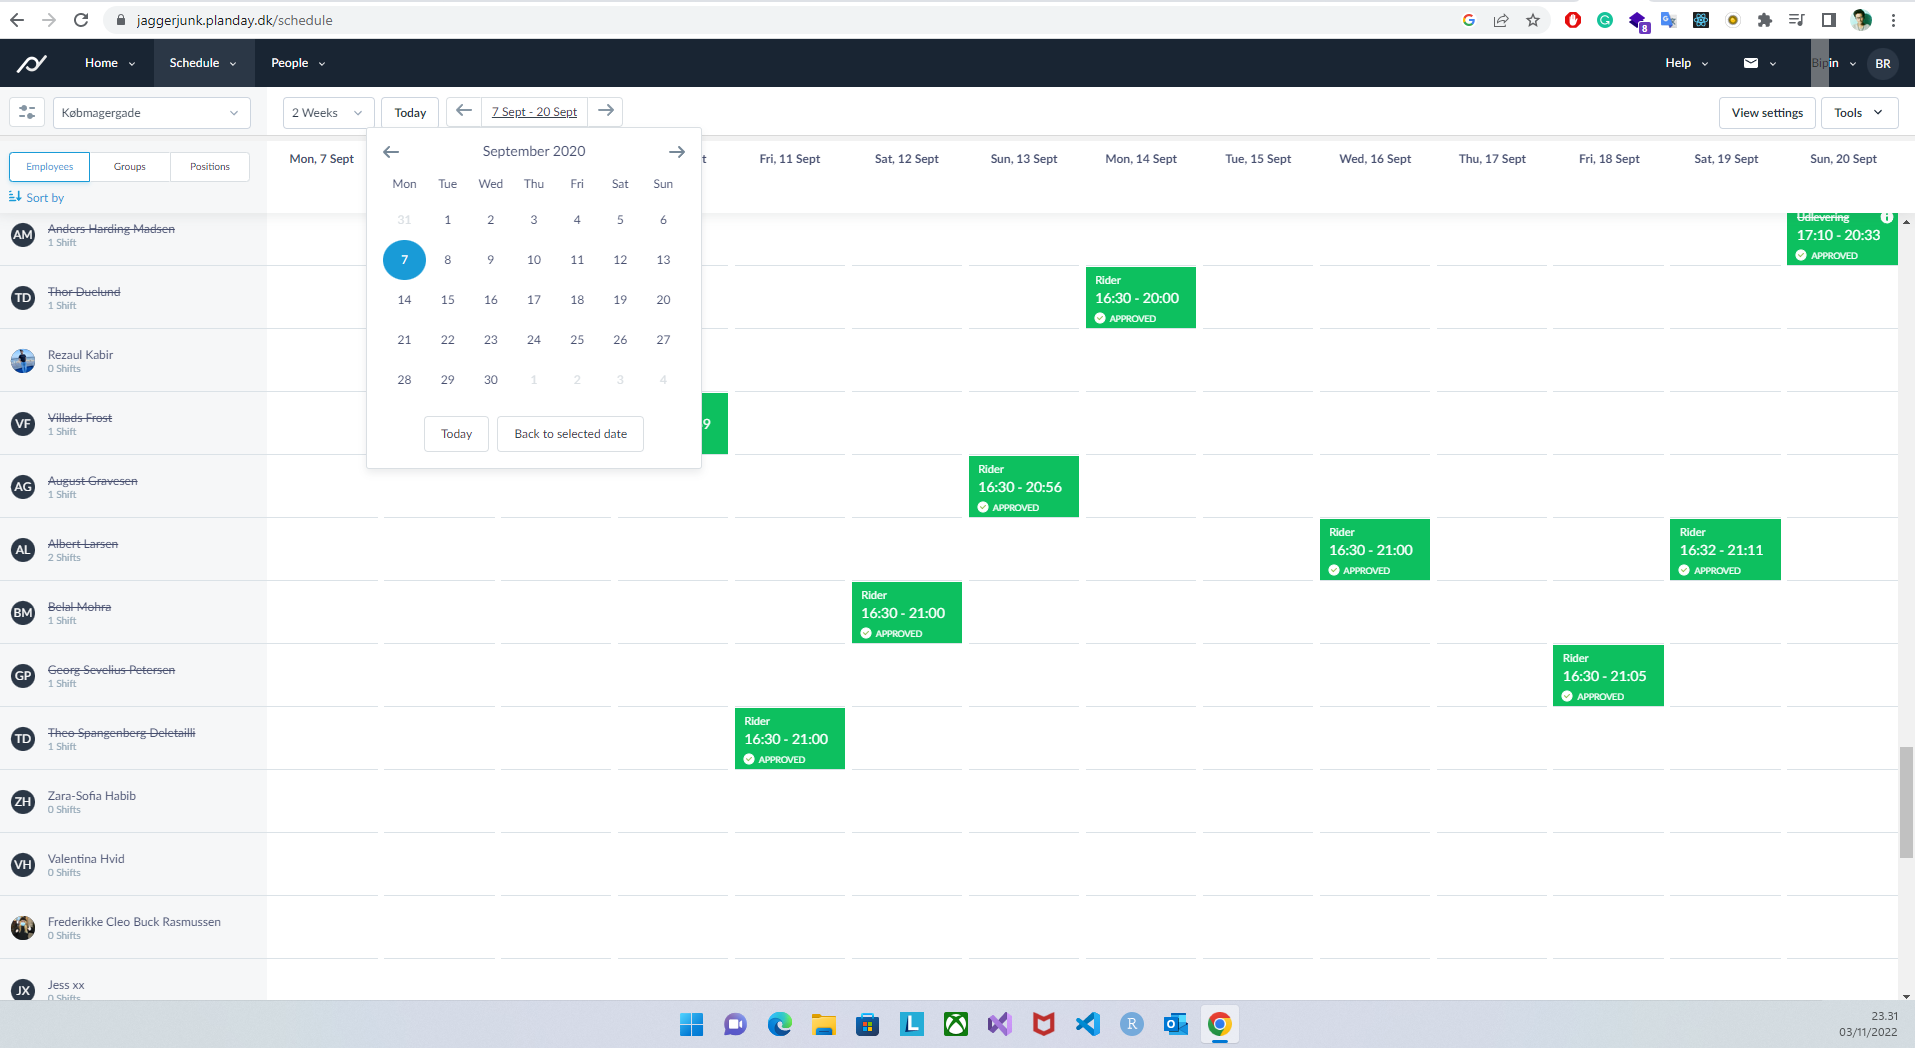 jaggerjunk.planday.dk/schedule
8
Home
Schedule
People
Help
Bipin
BR
Købmagergade
2 Weeks
Today
7 Sept - 20 Sept
View settings
Tools
Employees
Groups
Positions
Sort by
Mon, 7 Sept
t
Fri, 11 Sept
Sat, 12 Sept
Sun, 13 Sept
Mon, 14 Sept
Tue, 15 Sept
Wed, 16 Sept
Thu, 17 Sept
Fri, 18 Sept
Sat, 19 Sept
Sun, 20 Sept
September 2020
Mon Tue Wed Thu Fri Sat Sun
31 1 2 3 4 5 6
7 8 9 10 11 12 13
14 15 16 17 18 19 20
21 22 23 24 25 26 27
28 29 30 1 2 3 4
Today
Back to selected date
AM
Anders Harding Madsen
1 Shift
Udlevering
17:10 - 20:33
APPROVED
TD
Thor Duelund
1 Shift
Rider
16:30 - 20:00
APPROVED
Rezaul Kabir
0 Shifts
VF
Villads Frost
1 Shift
9
AG
August Gravesen
1 Shift
Rider
16:30 - 20:56
APPROVED
AL
Albert Larsen
2 Shifts
Rider
16:30 - 21:00
APPROVED
Rider
16:32 - 21:11
APPROVED
BM
Belal Mohra
1 Shift
Rider
16:30 - 21:00
APPROVED
GP
Georg Sevelius Petersen
1 Shift
Rider
16:30 - 21:05
APPROVED
TD
Theo Spangenberg Deletailli
1 Shift
Rider
16:30 - 21:00
APPROVED
ZH
Zara-Sofia Habib
0 Shifts
VH
Valentina Hvid
0 Shifts
Frederikke Cleo Buck Rasmussen
0 Shifts
JX
Jess xx
0 Shifts
23.31
03/11/2022